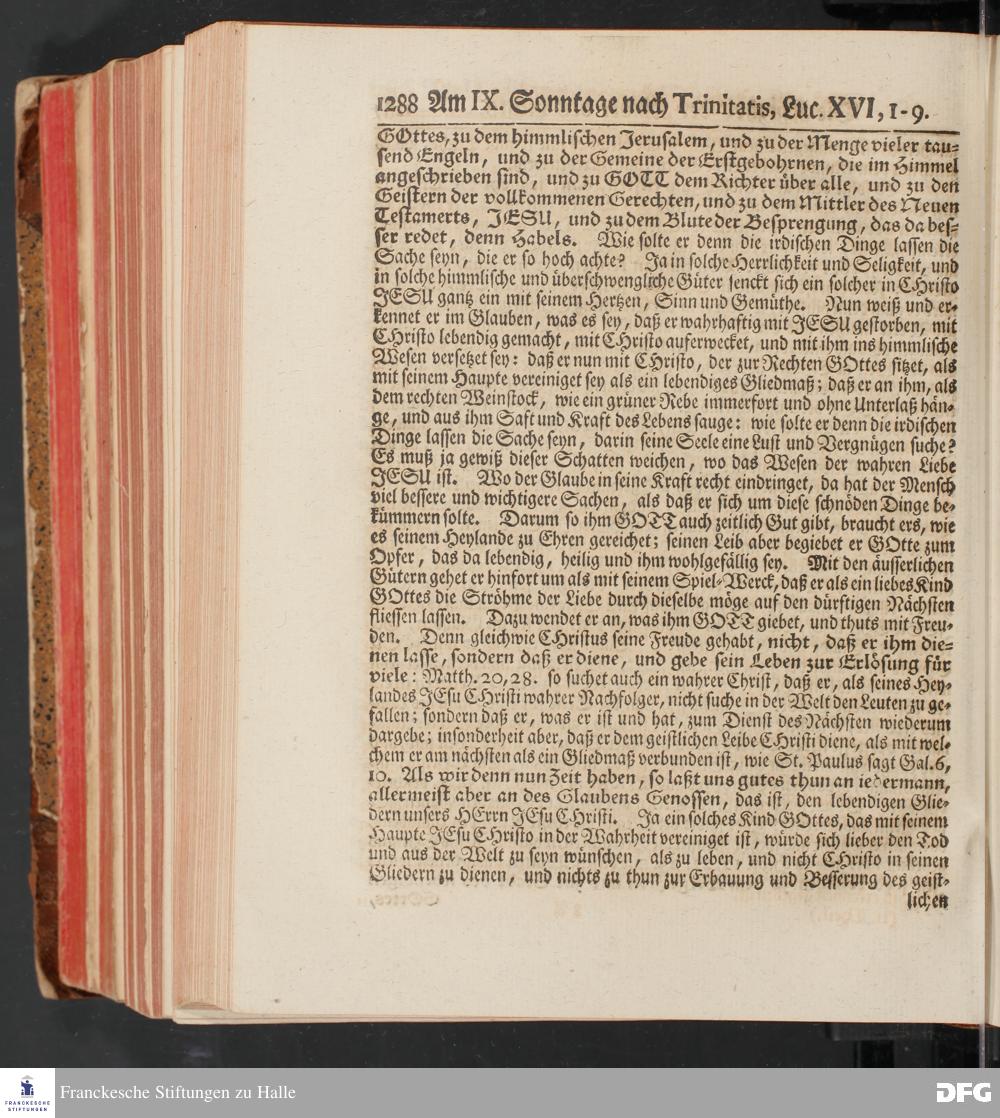 1288 Am IX. Sonntage nach Trinitatis, Luc. XVI, 1-9.
GOttes, zu dem himmlischen Jerusalem, und zu der Menge vieler tau-
send Engeln, und zu der Gemeine der Erstgebohrnen, die im Himmel
angeschrieben sind, und zu GOTT dem Richter über alle, und zu den
Geistern der vollkommenen Gerechten, und zu dem Mittler des Neuen
Testamerts, JESU, und zu dem Blute der Besprengung, das da bes-
ser redet, denn Habels. Wie solte er denn die irdischen Dinge lassen die
Sache seyn, die er so hoch achte? Ja in solche Herrlichkeit und Seligkeit, und
in solche himmlische und überschwengliche Güter senckt sich ein solcher in CHristo
JESU gantz ein mit seinem Hertzen, Sinn und Gemüthe. Nun weiß und er-
kennet er im Glauben, was es sey, daß er wahrhaftig mit JESU gestorben, mit
CHristo lebendig gemacht, mit CHristo auferwecket, und mit ihm ins himmlische
Wesen versetzet sey: daß er nun mit CHristo, der zur Rechten GOttes sitzet, als
mit seinem Haupte vereiniget sey als ein lebendiges Gliedmaß; daß er an ihm, als
dem rechten Weinstock, wie ein grüner Rebe immerfort und ohne Unterlaß hän-
ge, und aus ihm Saft und Kraft des Lebens sauge: wie solte er denn die irdischen
Dinge lassen die Sache seyn, darin seine Seele eine Lust und Vergnügen suche?
Es muß ja gewiß dieser Schatten weichen, wo das Wesen der wahren Liebe
JESU ist. Wo der Glaube in seine Kraft recht eindringet, da hat der Mensch
viel bessere und wichtigere Sachen, als daß er sich um diese schnöden Dinge be-
kümmern solte. Darum so ihm GOTT auch zeitlich Gut gibt, braucht ers, wie
es seinem Heylande zu Ehren gereichet; seinen Leib aber begiebet er GOtte zum
Opfer, das da lebendig, heilig und ihm wohlgefällig sey. Mit den äusserlichen
Gütern gehet er hinfort um als mit seinem Spiel-Werck, daß er als ein liebes Kind
GOttes die Ströhme der Liebe durch dieselbe möge auf den dürftigen Nächsten
fliessen lassen. Dazu wendet er an, was ihm GOTT giebet, und thuts mit Freu-
den. Denn gleichwie CHristus seine Freude gehabt, nicht, daß er ihm die-
nen lasse, sondern daß er diene, und gebe sein Leben zur Erlösung für
viele: Matth. 20, 28. so suchet auch ein wahrer Christ, daß er, als seines Hey-
landes JEsu CHristi wahrer Nachfolger, nicht suche in der Welt den Leuten zu ge-
fallen; sondern daß er, was er ist und hat, zum Dienst des Nächsten wiederum
dargebe; insonderheit aber, daß er dem geistlichen Leibe CHristi diene, als mit wel-
chem er am nächsten als ein Gliedmaß verbunden ist, wie St. Paulus sagt Gal. 6,
10. Als wir denn nun Zeit haben, so laßt uns gutes thun an iedermann,
allermeist aber an des Glaubens Genossen, das ist, den lebendigen Glie-
dern unsers HErrn JEsu CHristi. Ja ein solches Kind GOttes, das mit seinem
Haupte JEsu CHristo in der Wahrheit vereiniget ist, würde sich lieber den Tod
und aus der Welt zu seyn wünschen, als zu leben, und nicht CHristo in seinen
Gliedern zu dienen, und nichts zu thun zur Erbauung und Besserung des geist-
lichen
FRANCKESCHE
STIFTUNGEN
Franckesche Stiftungen zu Halle
DFG